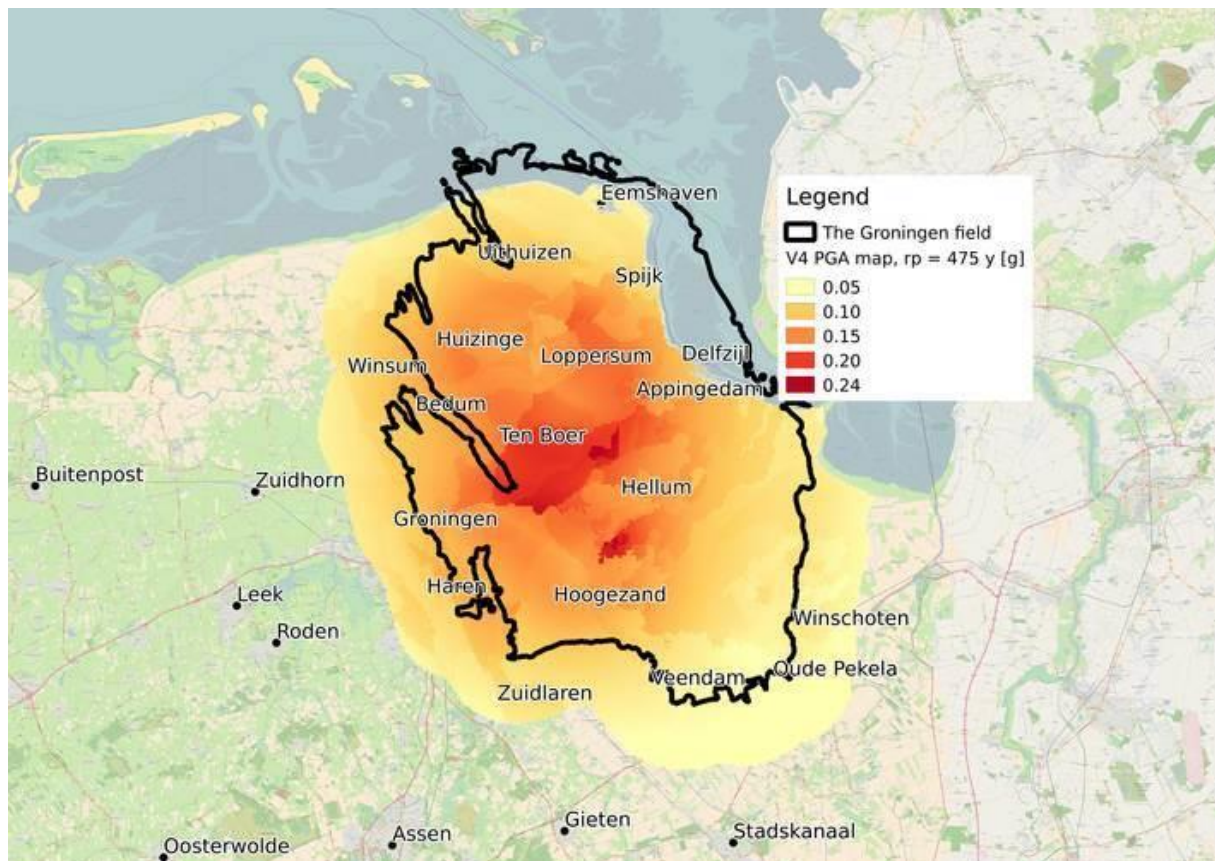 Eemshaven
Legend
The Groningen field
V4 PGA map, rp = 475 y [g]
0.05
0.10
0.15
0.20
0.24
Uithuizen
Spijk
Huizinge
Loppersum
Delfzijl
Winsum
Appingedam
Bedum
Ten Boer
Buitenpost
Zuidhorn
Hellum
Groningen
Haren
Hoogezand
Leek
Winschoten
Roden
Veendam
Oude Pekela
Zuidlaren
Gieten
Assen
Stadskanaal
Oosterwolde